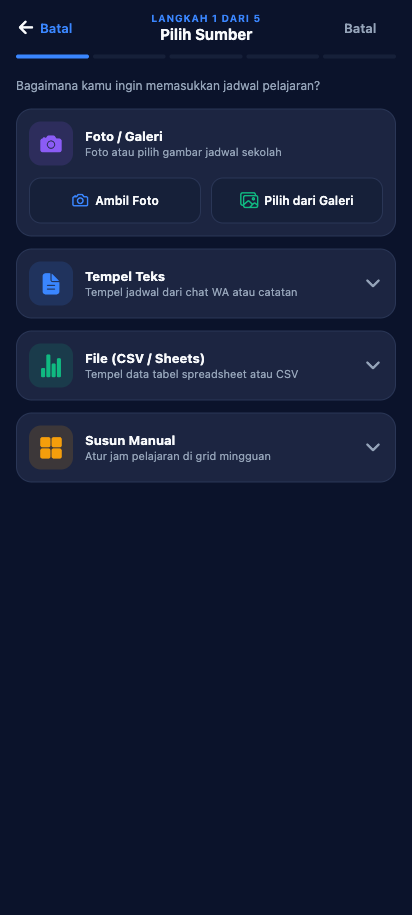 Batal
LANGKAH 1 DARI 5
Pilih Sumber
Batal
Bagaimana kamu ingin memasukkan jadwal pelajaran?
Foto / Galeri
Foto atau pilih gambar jadwal sekolah
Ambil Foto
Pilih dari Galeri
Tempel Teks
Tempel jadwal dari chat WA atau catatan
File (CSV / Sheets)
Tempel data tabel spreadsheet atau CSV
Susun Manual
Atur jam pelajaran di grid mingguan